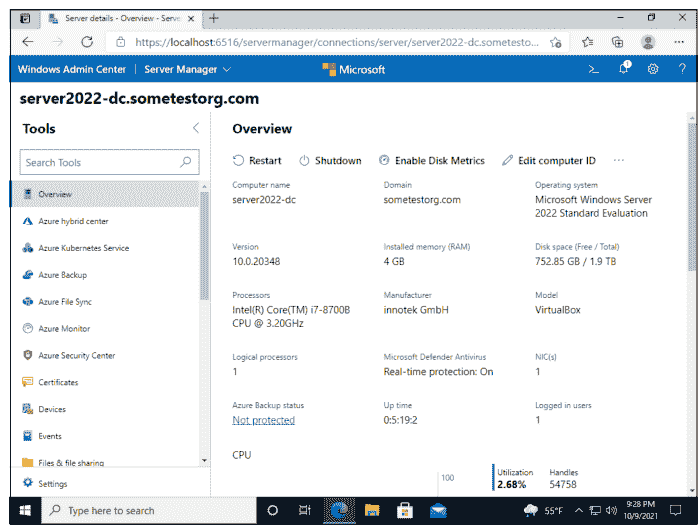 Server details - Overview - Serve
https://localhost:6516/servermanager/connections/server/server2022-dc.sometesto...
Windows Admin Center | Server Manager
Microsoft
1
?
server2022-dc.sometestorg.com
Tools
Search Tools
Overview
Azure hybrid center
Azure Kubernetes Service
Azure Backup
Azure File Sync
Azure Monitor
Azure Security Center
Certificates
Devices
Events
Files & file sharing
Settings
Overview
Restart
Shutdown
Enable Disk Metrics
Edit computer ID
...
Computer name
server2022-dc
Domain
sometestorg.com
Operating system
Microsoft Windows Server
2022 Standard Evaluation
Version
10.0.20348
Installed memory (RAM)
4 GB
Disk space (Free / Total)
752.85 GB / 1.9 TB
Processors
Intel(R) Core(TM) i7-8700B
CPU @ 3.20GHz
Manufacturer
innotek GmbH
Model
VirtualBox
Logical processors
1
Microsoft Defender Antivirus
Real-time protection: On
NIC(s)
1
Azure Backup status
Not protected
Up time
0:5:19:2
Logged in users
1
CPU
100
Utilization
2.68%
Handles
54758
Type here to search
55°F
9:28 PM
10/9/2021